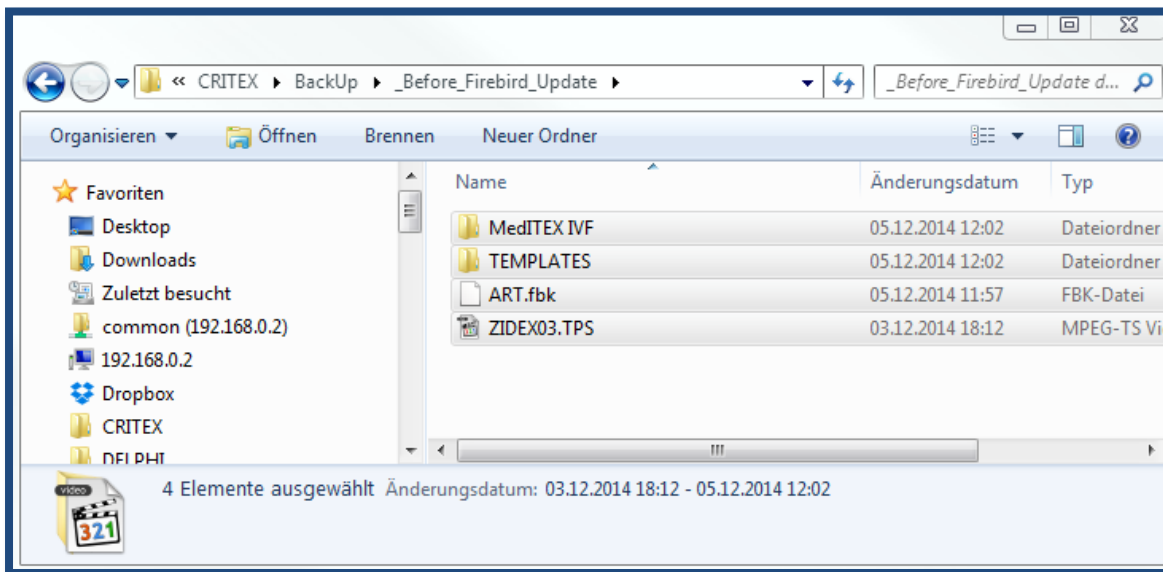 « CRITEX BackUp _Before_Firebird_Update _Before_Firebird_Update d...
Organisieren Öffnen Brennen Neuer Ordner
Favoriten
Desktop
Downloads
Zuletzt besucht
common (192.168.0.2)
192.168.0.2
Dropbox
CRITEX
DELPHI
Name Änderungsdatum Typ
MedITEX IVF 05.12.2014 12:02 Dateiordner
TEMPLATES 05.12.2014 12:02 Dateiordner
ART.fbk 05.12.2014 11:57 FBK-Datei
ZIDEX03.TPS 03.12.2014 18:12 MPEG-TS Vi
video
321
4 Elemente ausgewählt Änderungsdatum: 03.12.2014 18:12 - 05.12.2014 12:02